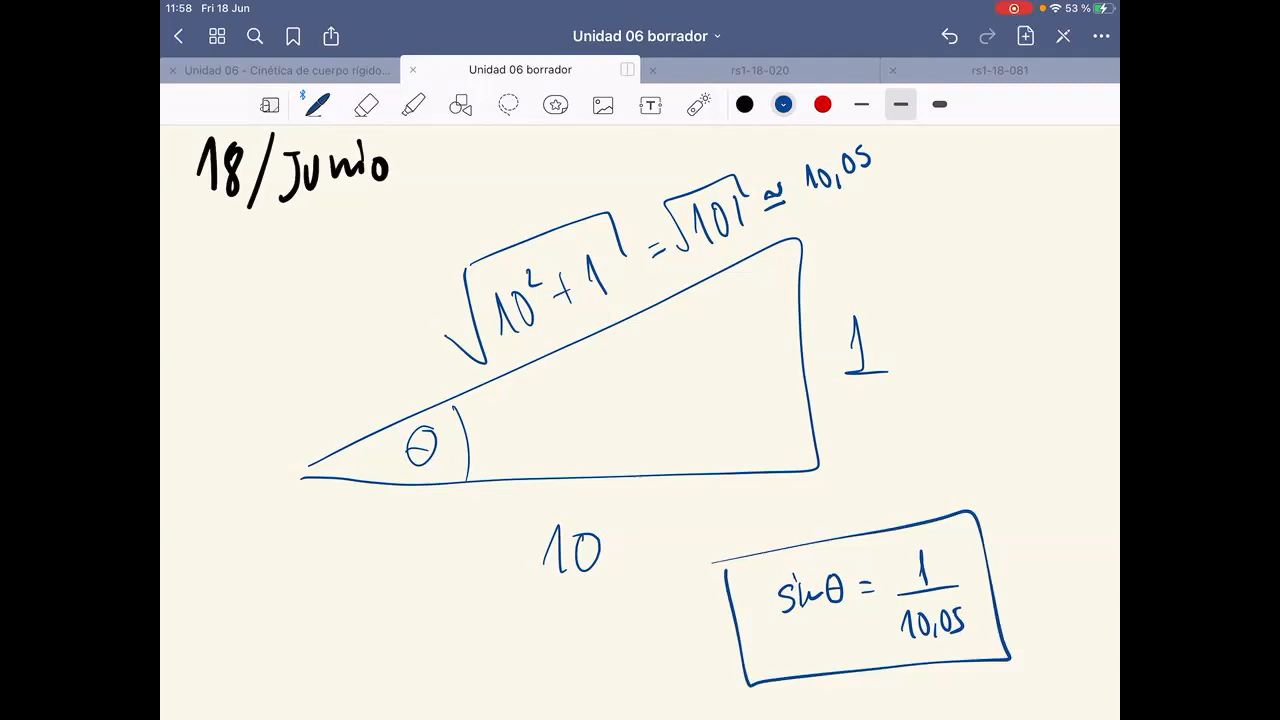 11:58 Fri 18 Jun 53 %
Unidad 06 borrador
Unidad 06 - Cinética de cuerpo rígido...
Unidad 06 borrador
rs1-18-020
rs1-18-081
T
18/Junio
√(10² + 1) = √101 ≃ 10,05
1
θ
10
sin θ = 1/10,05